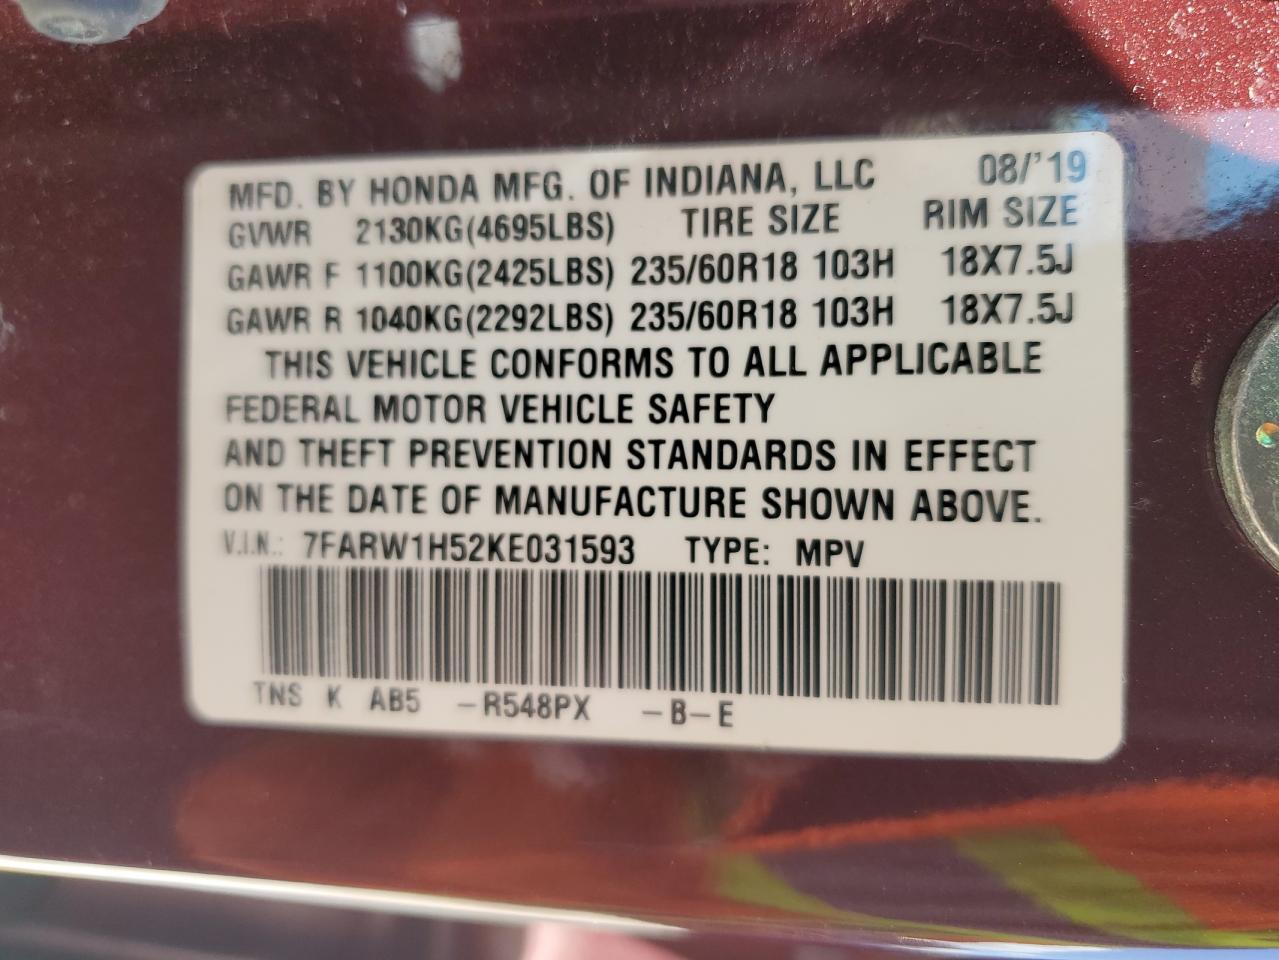 MFD. BY HONDA MFG. OF INDIANA, LLC 08/'19
GVWR 2130KG(4695LBS) TIRE SIZE RIM SIZE
GAWR F 1100KG(2425LBS) 235/60R18 103H 18X7.5J
GAWR R 1040KG(2292LBS) 235/60R18 103H 18X7.5J
THIS VEHICLE CONFORMS TO ALL APPLICABLE
FEDERAL MOTOR VEHICLE SAFETY
AND THEFT PREVENTION STANDARDS IN EFFECT
ON THE DATE OF MANUFACTURE SHOWN ABOVE.
V.I.N.: 7FARW1H52KE031593 TYPE: MPV
TNS K AB5 -R548PX -B-E